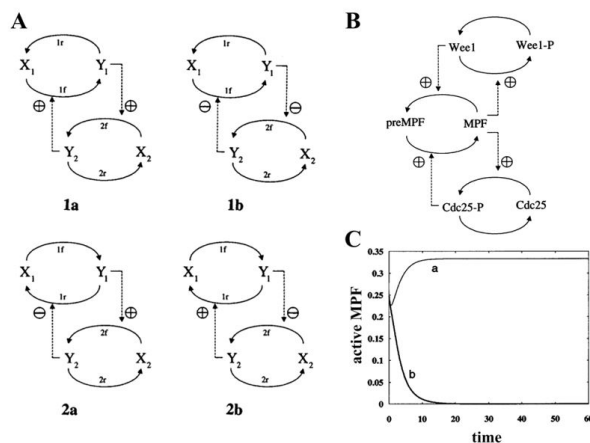 A
1r
X1
Y1
1f
⊕
⊕
2f
Y2
X2
2r
1a
1r
X1
Y1
1f
⊖
⊖
2f
Y2
X2
2r
1b
1f
X1
Y1
1r
⊖
⊕
2f
Y2
X2
2r
2a
1f
X1
Y1
1r
⊕
⊖
2f
Y2
X2
2r
2b
B
Wee1
Wee1-P
⊕
⊕
preMPF
MPF
⊕
⊕
Cdc25-P
Cdc25
C
active MPF
0.35
0.3
0.25
0.2
0.15
0.1
0.05
0
a
b
0 10 20 30 40 50 60
time